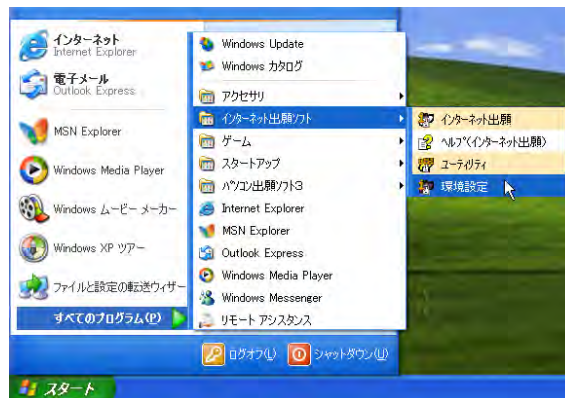 インターネット
Internet Explorer
電子メール
Outlook Express
MSN Explorer
Windows Media Player
Windows ムービー メーカー
Windows XP ツアー
ファイルと設定の転送ウィザー
すべてのプログラム(P)
Windows Update
Windows カタログ
アクセサリ
インターネット出願ソフト
ゲーム
スタートアップ
パソコン出願ソフト3
Internet Explorer
MSN Explorer
Outlook Express
Windows Media Player
Windows Messenger
リモート アシスタンス
インターネット出願
ヘルプ(インターネット出願)
ユーティリティ
環境設定
ログオフ(L)
シャットダウン(U)
スタート